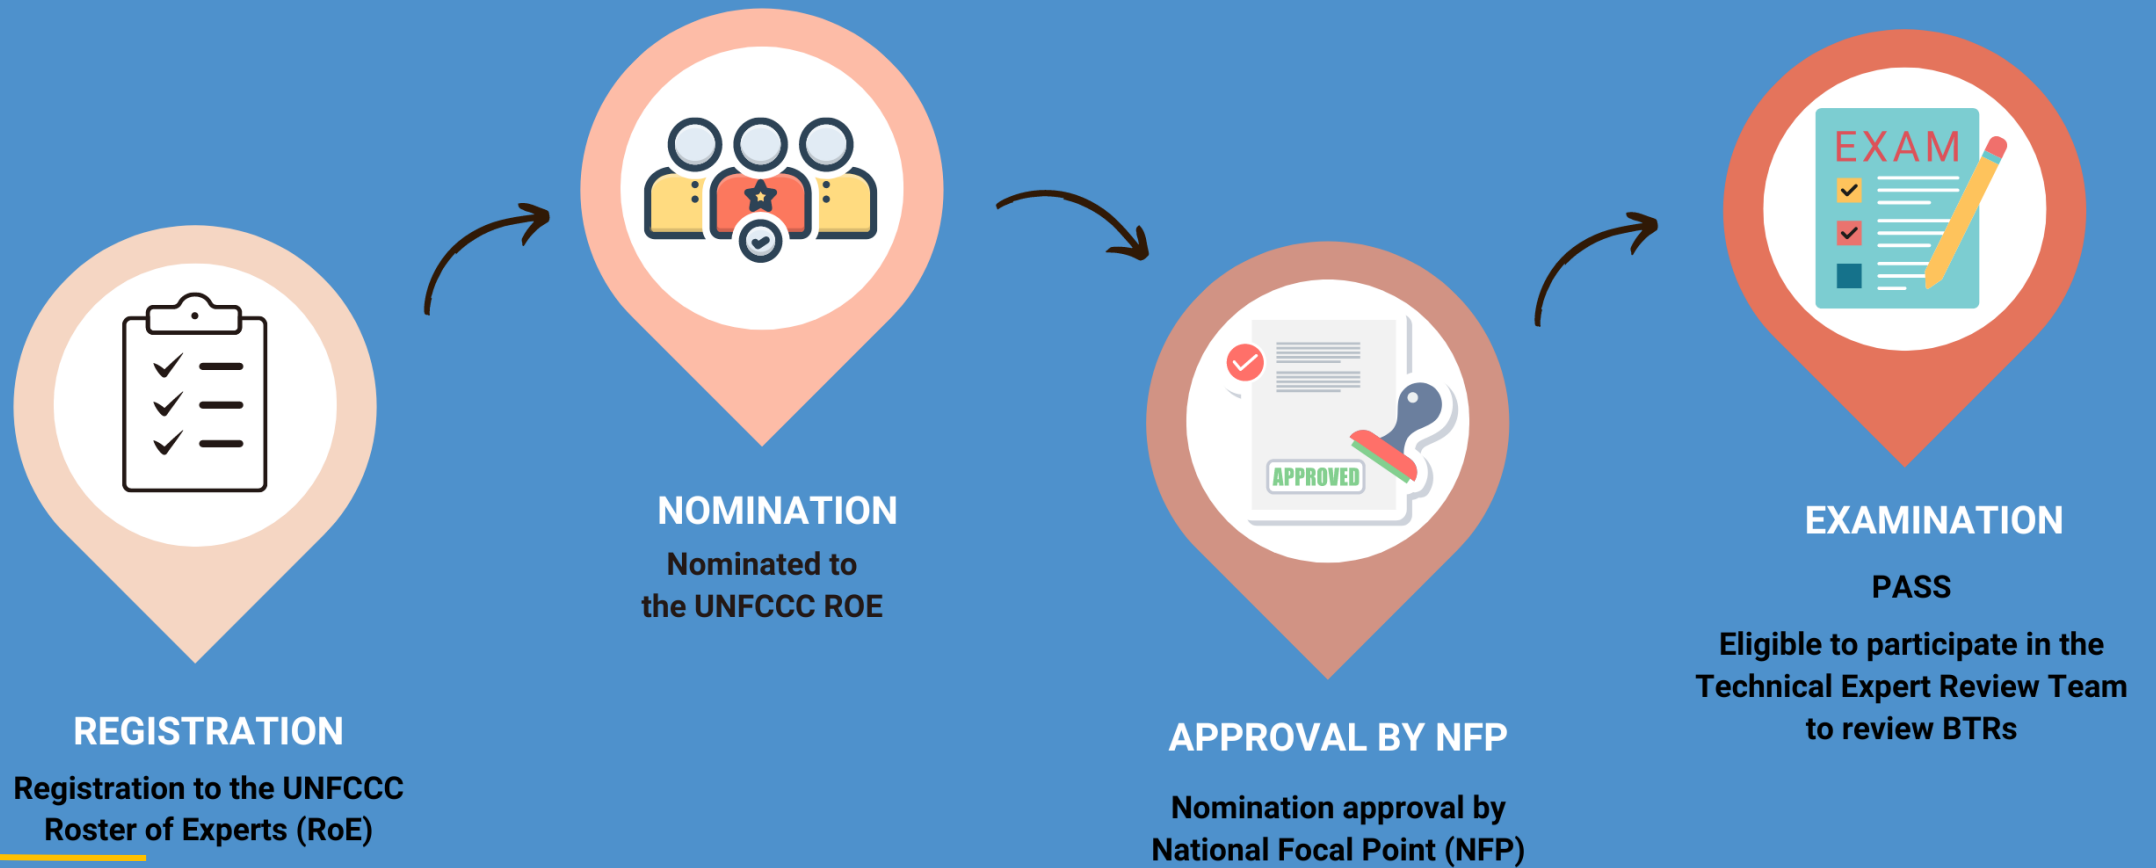 REGISTRATION
Registration to the UNFCCC
Roster of Experts (RoE)
NOMINATION
Nominated to
the UNFCCC ROE
APPROVED
APPROVAL BY NFP
Nomination approval by
National Focal Point (NFP)
EXAM
EXAMINATION
PASS
Eligible to participate in the
Technical Expert Review Team
to review BTRs